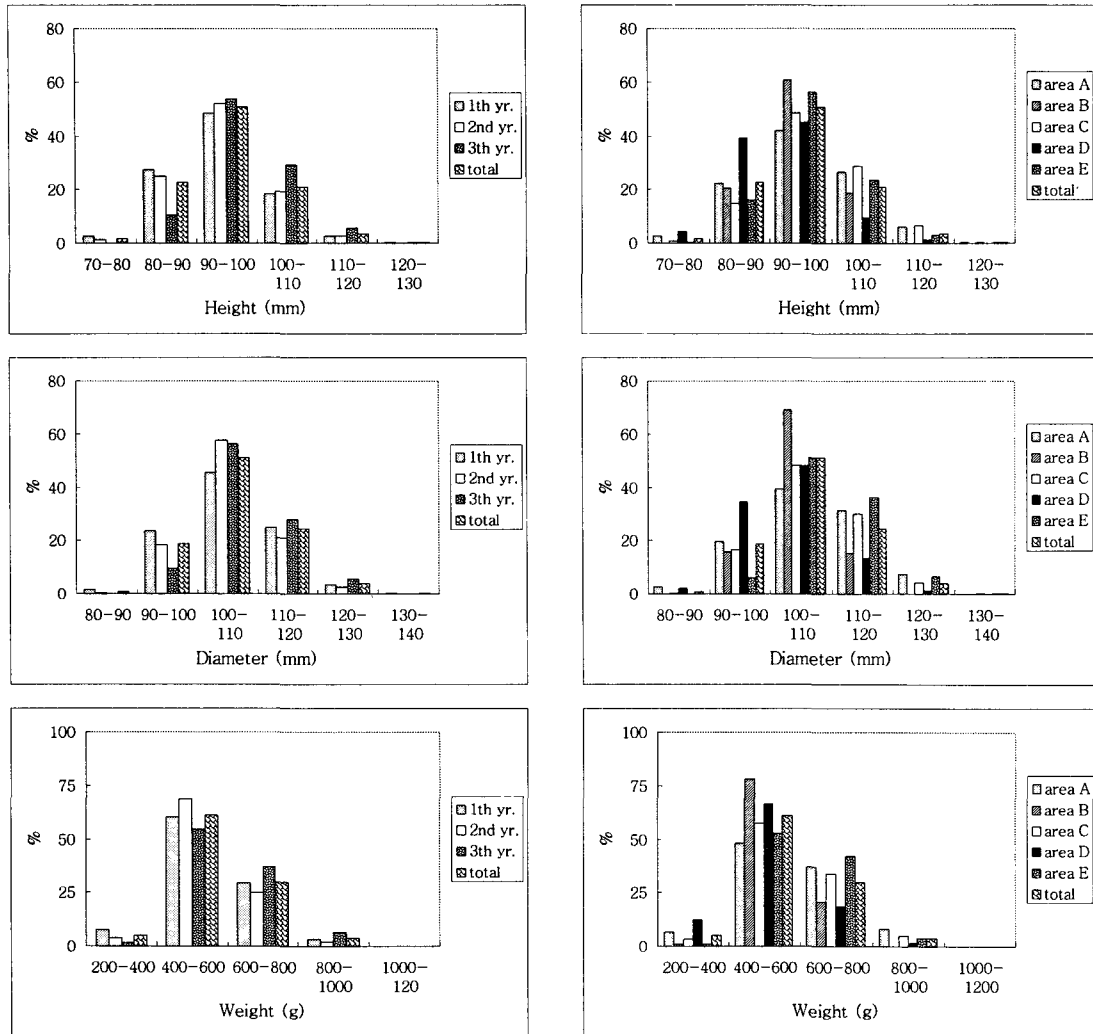 80
60
40
20
0
%
70-80
80-90
90-100
100-
110
110-
120
120-
130
Height (mm)
1th yr.
2nd yr.
3th yr.
total
80
60
40
20
0
%
70-80
80-90
90-100
100-
110
110-
120
120-
130
Height (mm)
area A
area B
area C
area D
area E
total
80
60
40
20
0
%
80-90
90-100
100-
110
110-
120
120-
130
130-
140
Diameter (mm)
1th yr.
2nd yr.
3th yr.
total
80
60
40
20
0
%
80-90
90-100
100-
110
110-
120
120-
130
130-
140
Diameter (mm)
area A
area B
area C
area D
area E
total
100
75
50
25
0
%
200-400
400-600
600-800
800-
1000
1000-
120
Weight (g)
1th yr.
2nd yr.
3th yr.
total
100
75
50
25
0
%
200-400
400-600
600-800
800-
1000
1000-
1200
Weight (g)
area A
area B
area C
area D
area E
total